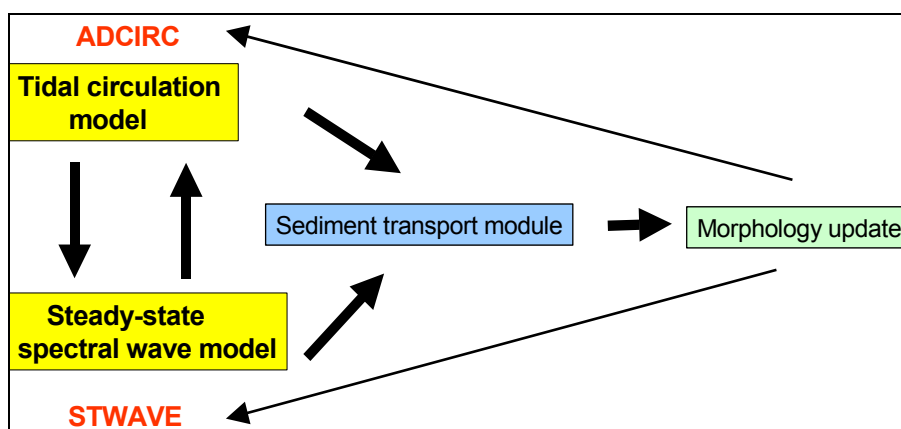 ADCIRC
Tidal circulation
model
Sediment transport module
Morphology update
Steady-state
spectral wave model
STWAVE